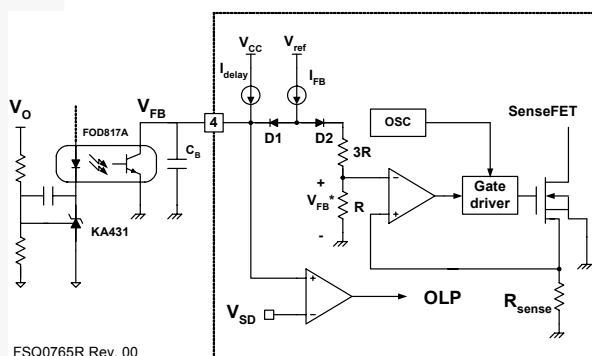 V_CC V_ref
I_delay I_FB
V_O FOD817A V_FB 4 D1 D2 OSC SenseFET
C_B 3R
KA431 + V_FB* - R − + Gate driver
V_SD + − OLP R_sense
FSQ0765R Rev. 00